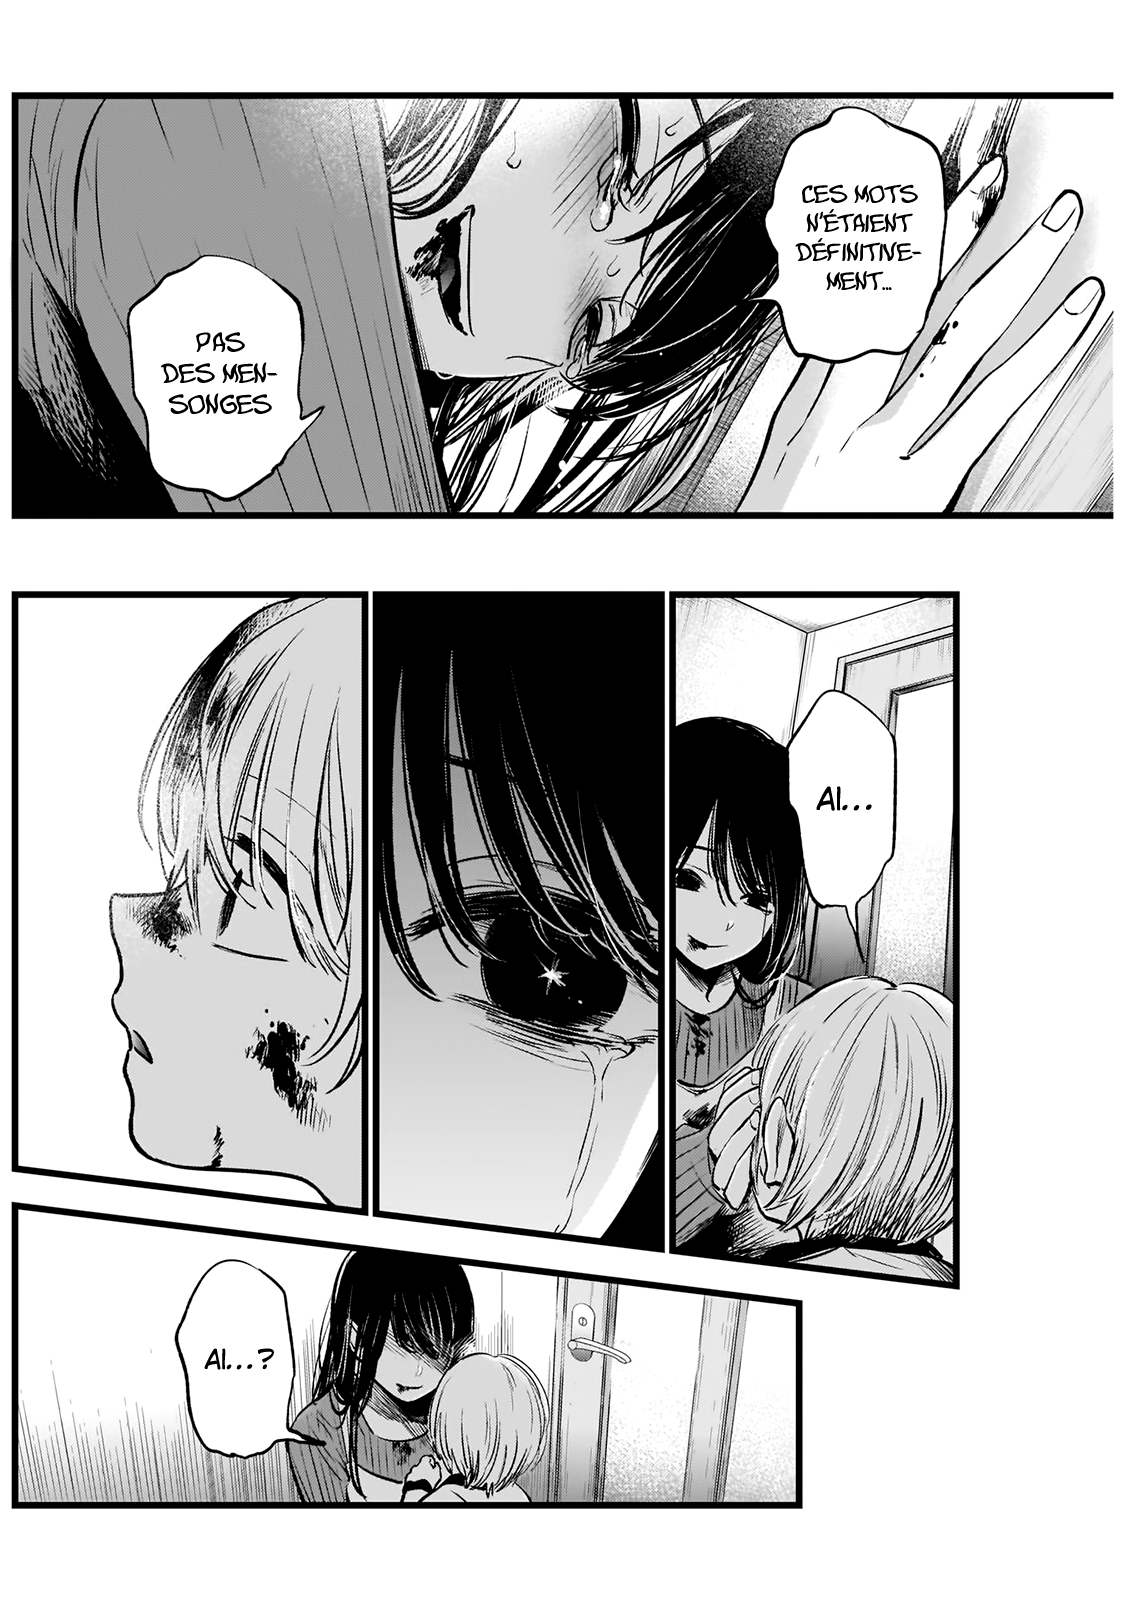 CES MOTS
N'ÉTAIENT
DÉFINITIVE-
MENT...
PAS
DES MEN-
SONGES
AI...
AI...?